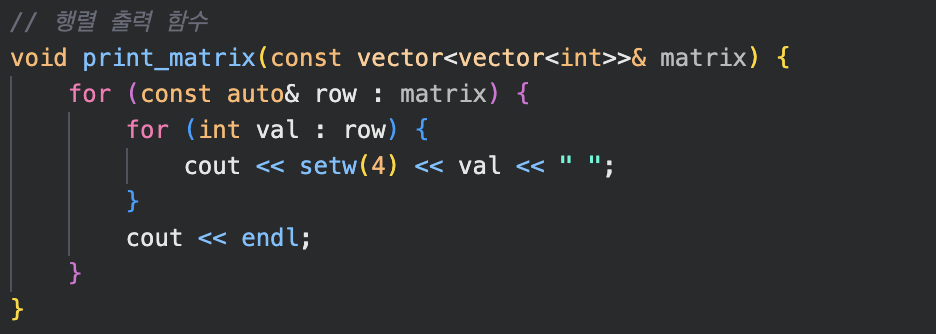 // 행렬 출력 함수
void print_matrix(const vector<vector<int>>& matrix) {
    for (const auto& row : matrix) {
        for (int val : row) {
            cout << setw(4) << val << " ";
        }
        cout << endl;
    }
}